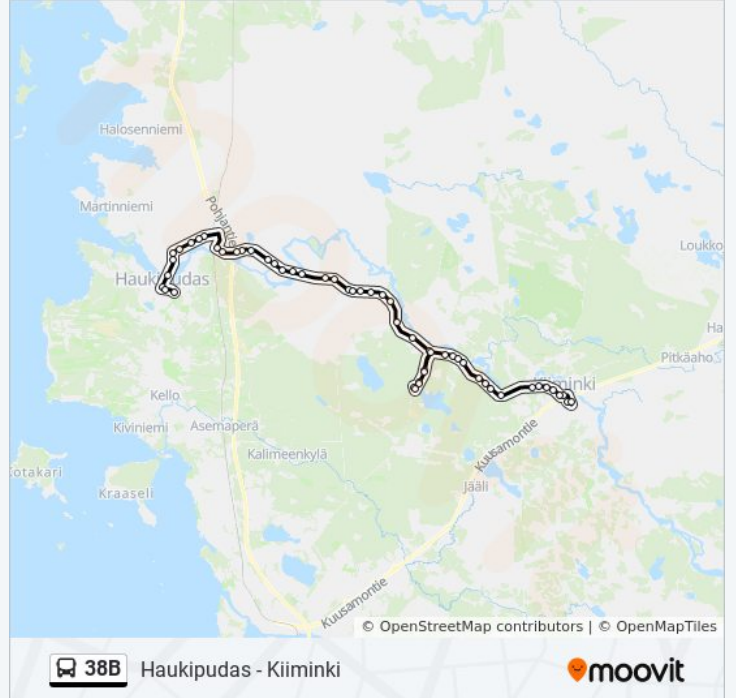 Halosenniemi
Martinniemi
Pohjantie
Loukko
Haukipudas
Ha
Pitkäaho
Kiiminki
Kello
Kiviniemi
Asemaperä
Kuusamontie
Kalimeenkylä
otakari
Kraaseli
Jääli
Kuusamontie
© OpenStreetMap contributors | © OpenMapTiles
38B Haukipudas - Kiiminki moovit